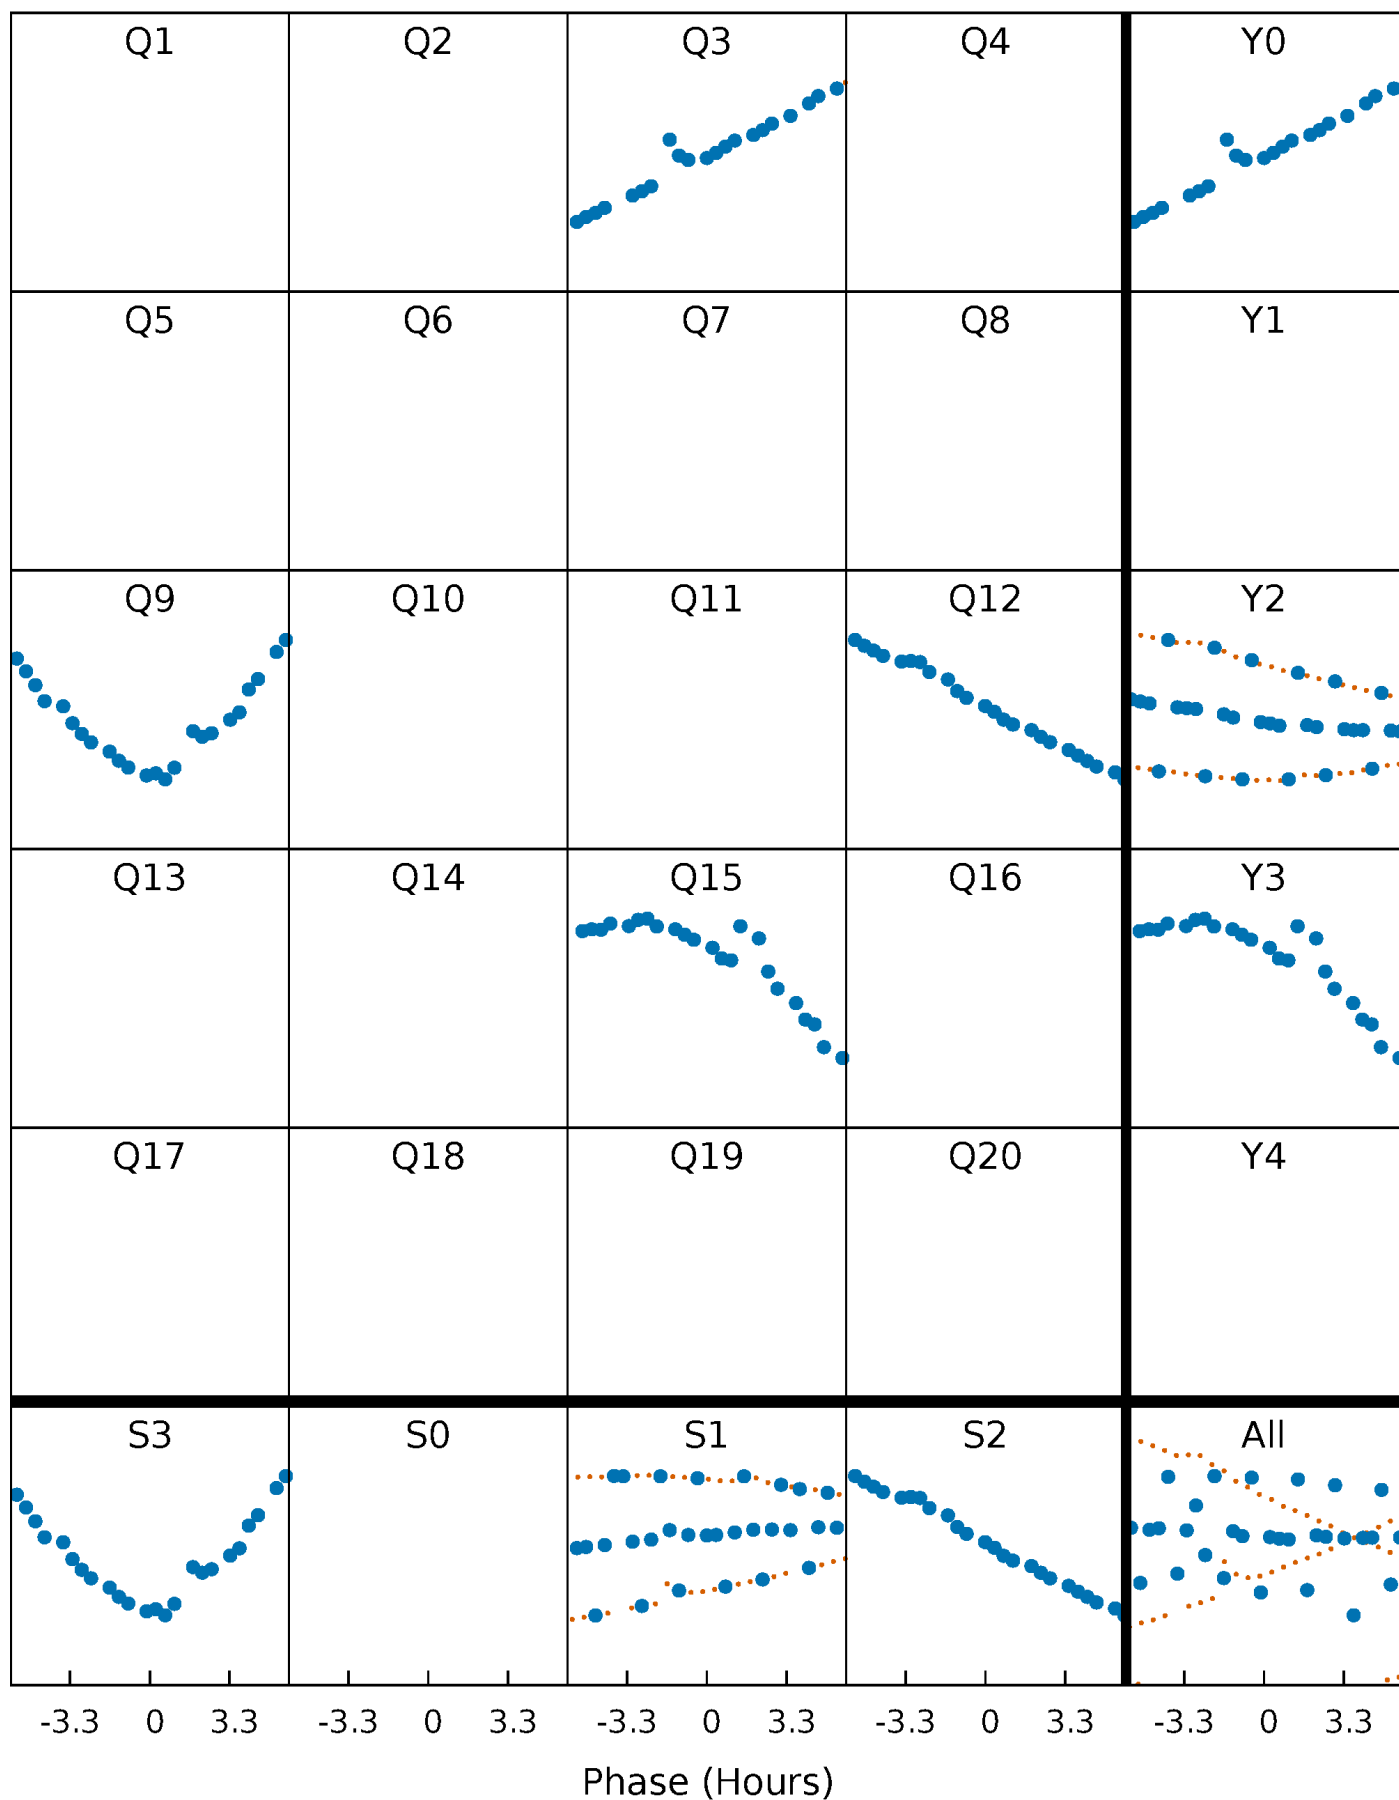 Q1 Q2 Q3 Q4 Y0
Q5 Q6 Q7 Q8 Y1
Q9 Q10 Q11 Q12 Y2
Q13 Q14 Q15 Q16 Y3
Q17 Q18 Q19 Q20 Y4
S3 S0 S1 S2 All
-3.3 0 3.3 -3.3 0 3.3 -3.3 0 3.3 -3.3 0 3.3 -3.3 0 3.3
Phase (Hours)